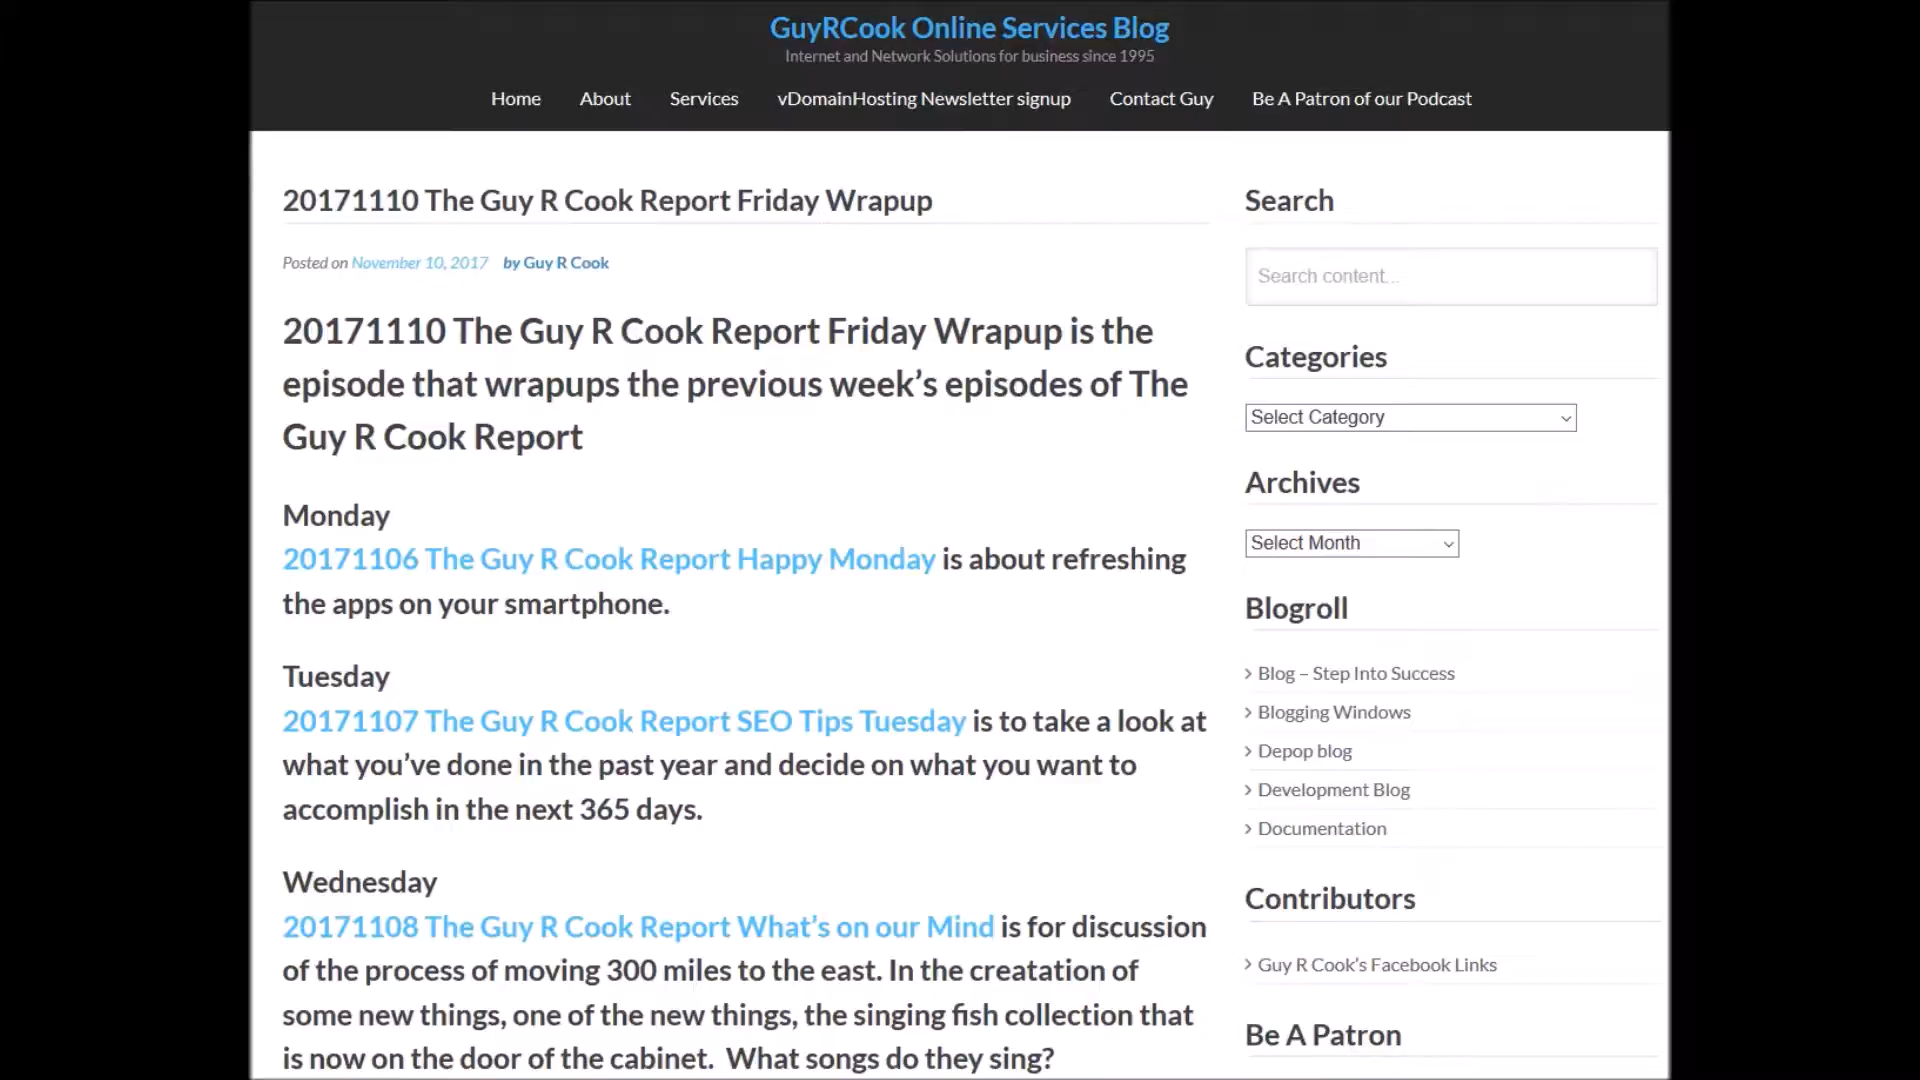 GuyRCook Online Services Blog
Internet and Network Solutions for business since 1995
Home About Services vDomainHosting Newsletter signup Contact Guy Be A Patron of our Podcast
20171110 The Guy R Cook Report Friday Wrapup
Posted on November 10, 2017 by Guy R Cook
20171110 The Guy R Cook Report Friday Wrapup is the
episode that wrapups the previous week’s episodes of The
Guy R Cook Report
Monday
20171106 The Guy R Cook Report Happy Monday is about refreshing
the apps on your smartphone.
Tuesday
20171107 The Guy R Cook Report SEO Tips Tuesday is to take a look at
what you’ve done in the past year and decide on what you want to
accomplish in the next 365 days.
Wednesday
20171108 The Guy R Cook Report What’s on our Mind is for discussion
of the process of moving 300 miles to the east. In the creatation of
some new things, one of the new things, the singing fish collection that
is now on the door of the cabinet. What songs do they sing?
Search
Search content...
Categories
Select Category
Archives
Select Month
Blogroll
Blog – Step Into Success
Blogging Windows
Depop blog
Development Blog
Documentation
Contributors
Guy R Cook’s Facebook Links
Be A Patron